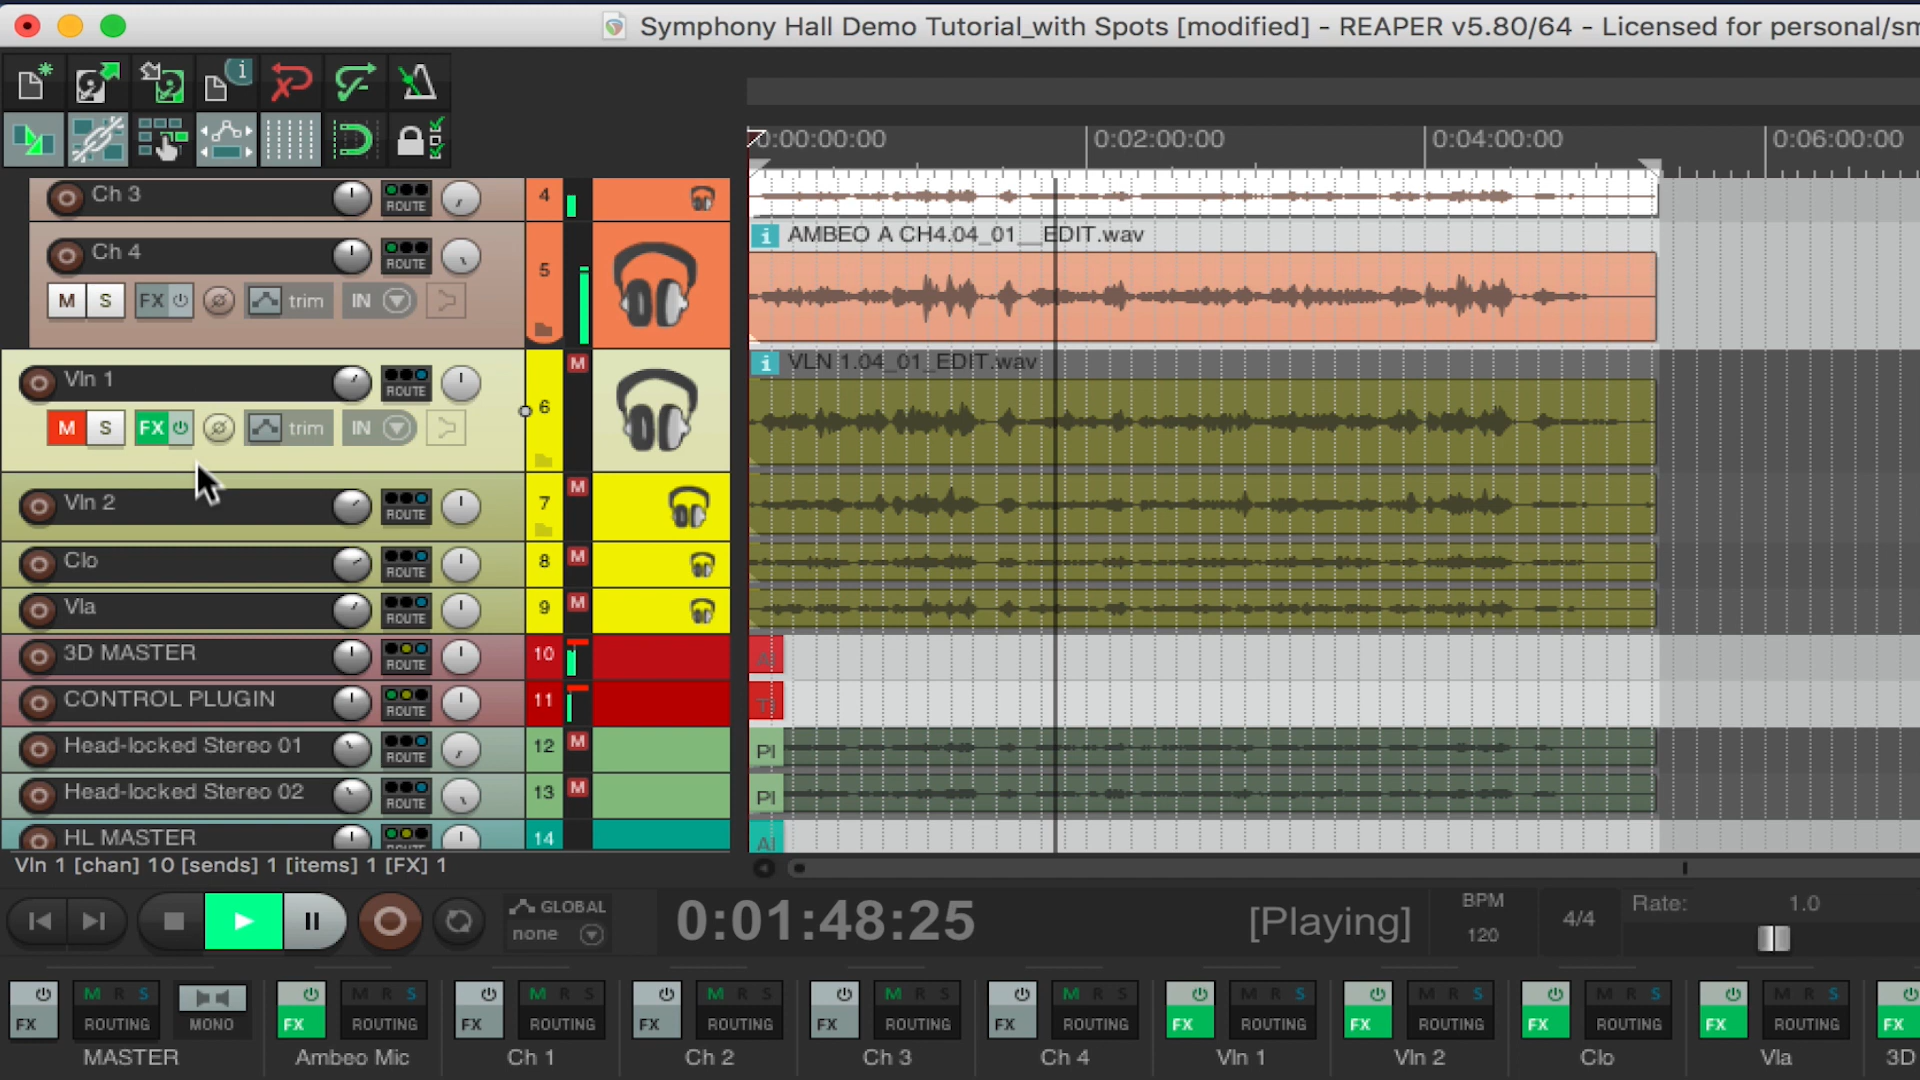 Symphony Hall Demo Tutorial_with Spots [modified] - REAPER v5.80/64 - Licensed for personal/sm
0:00:00:00 0:02:00:00 0:04:00:00 0:06:00:00
Ch 3 ROUTE 4
AMBEO A CH4.04_01__EDIT.wav
Ch 4 ROUTE 5
M S FX trim IN
VLN 1.04_01_EDIT.wav
M
Vln 1 ROUTE 6
M S FX trim IN
Vln 2 ROUTE 7 M
Clo ROUTE 8 M
Vla ROUTE 9 M
3D MASTER ROUTE 10
CONTROL PLUGIN ROUTE 11
Head-locked Stereo 01 ROUTE 12 M Pl
Head-locked Stereo 02 ROUTE 13 M Pl
HL MASTER 14
Vln 1 [chan] 10 [sends] 1 [items] 1 [FX] 1
GLOBAL
none
0:01:48:25
[Playing]
BPM
120
4/4
Rate: 1.0
M R S M R S M R S M R S M R S M R S M R S M R S M R S M R S
FX ROUTING MONO FX ROUTING FX ROUTING FX ROUTING FX ROUTING FX ROUTING FX ROUTING FX ROUTING FX ROUTING FX ROUTING FX
MASTER Ambeo Mic Ch 1 Ch 2 Ch 3 Ch 4 Vln 1 Vln 2 Clo Vla 3D